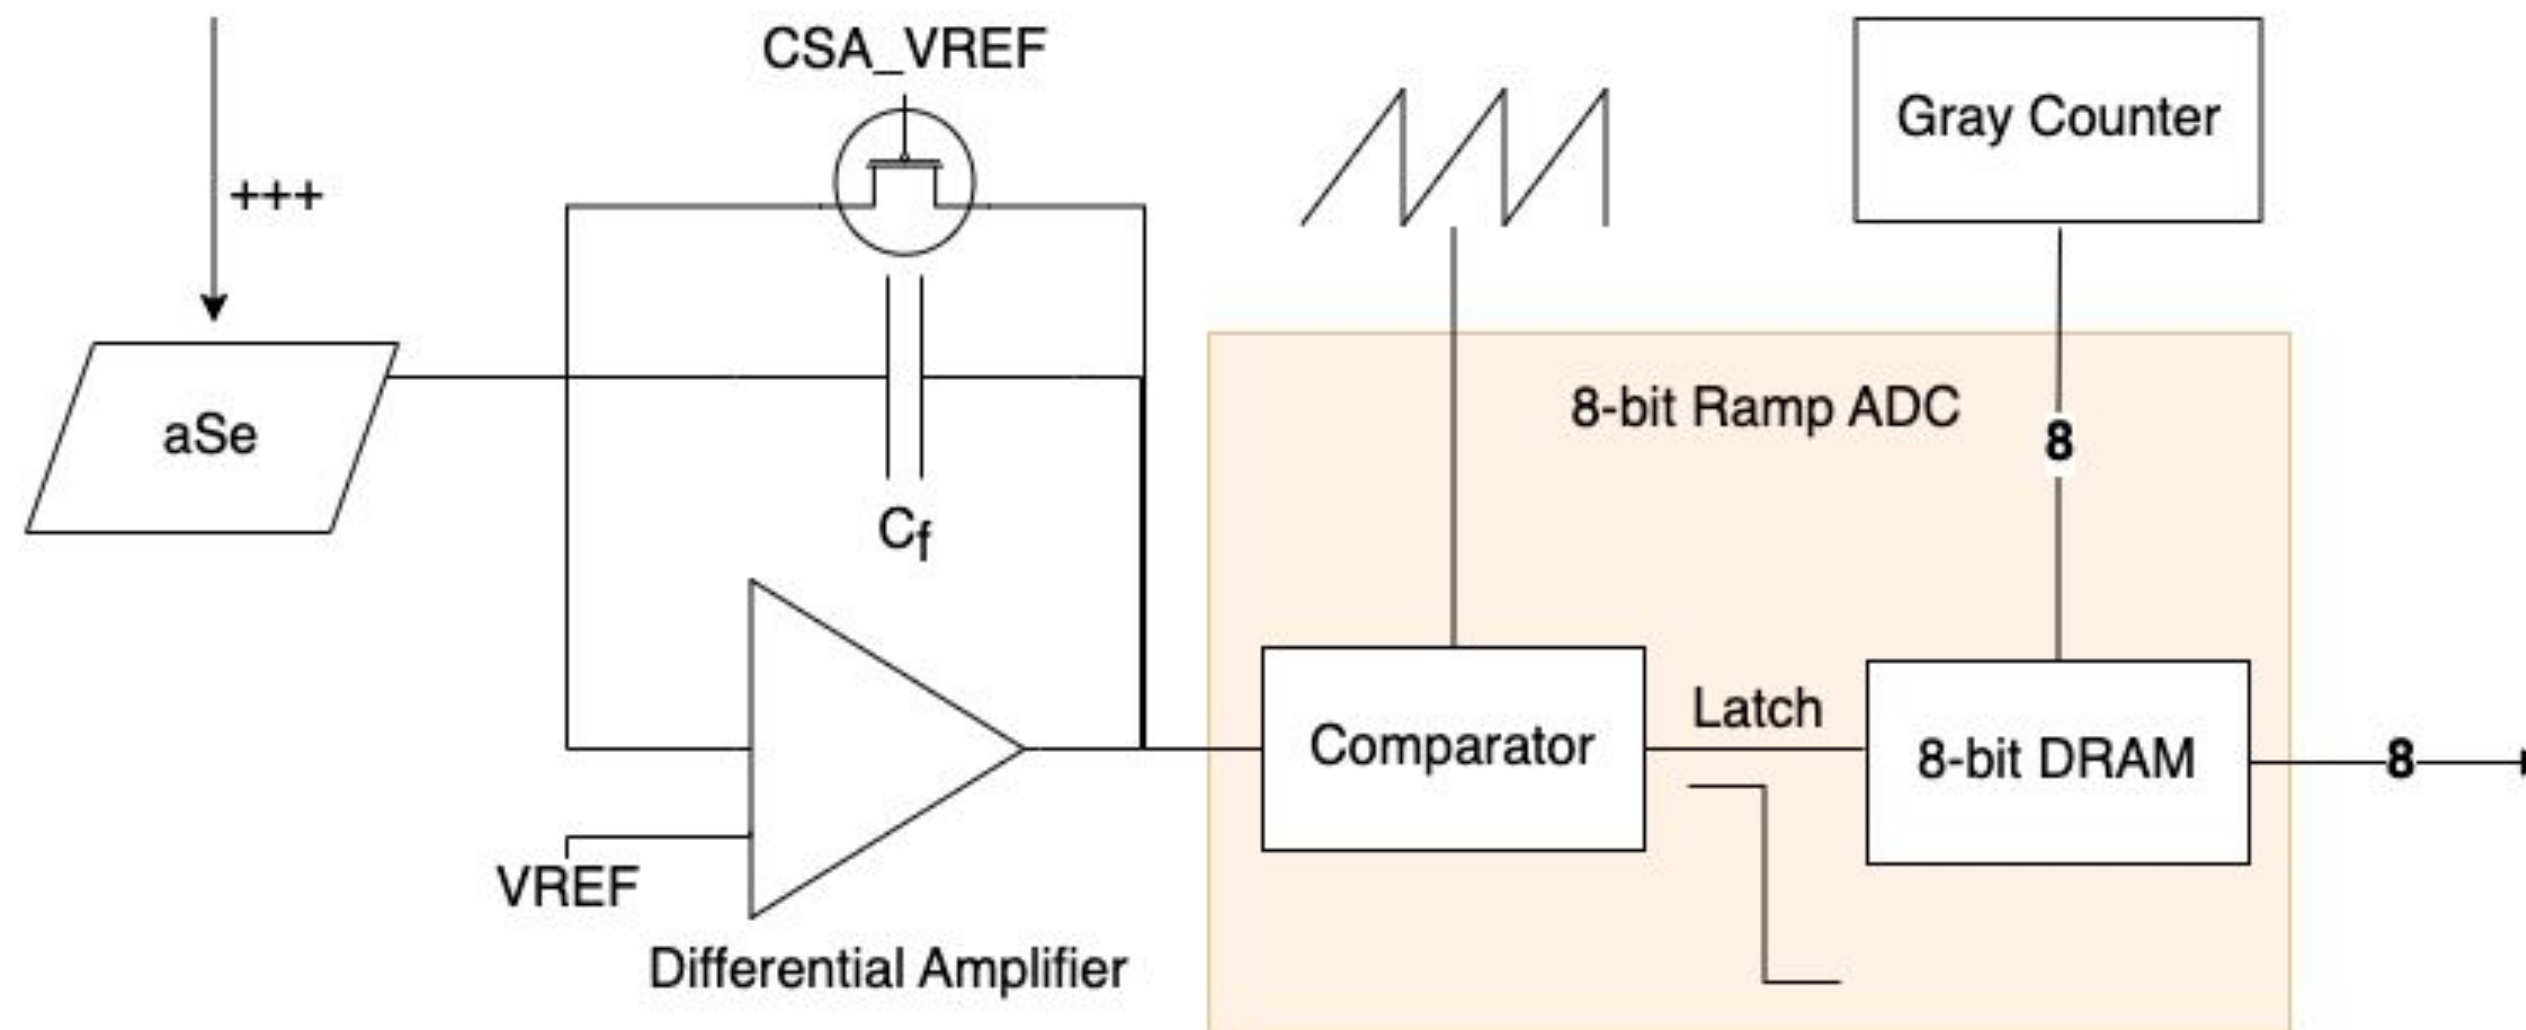 CSA_VREF
Gray Counter
+++
aSe
8-bit Ramp ADC
8
Cf
Latch
Comparator
8-bit DRAM
8
VREF
Differential Amplifier